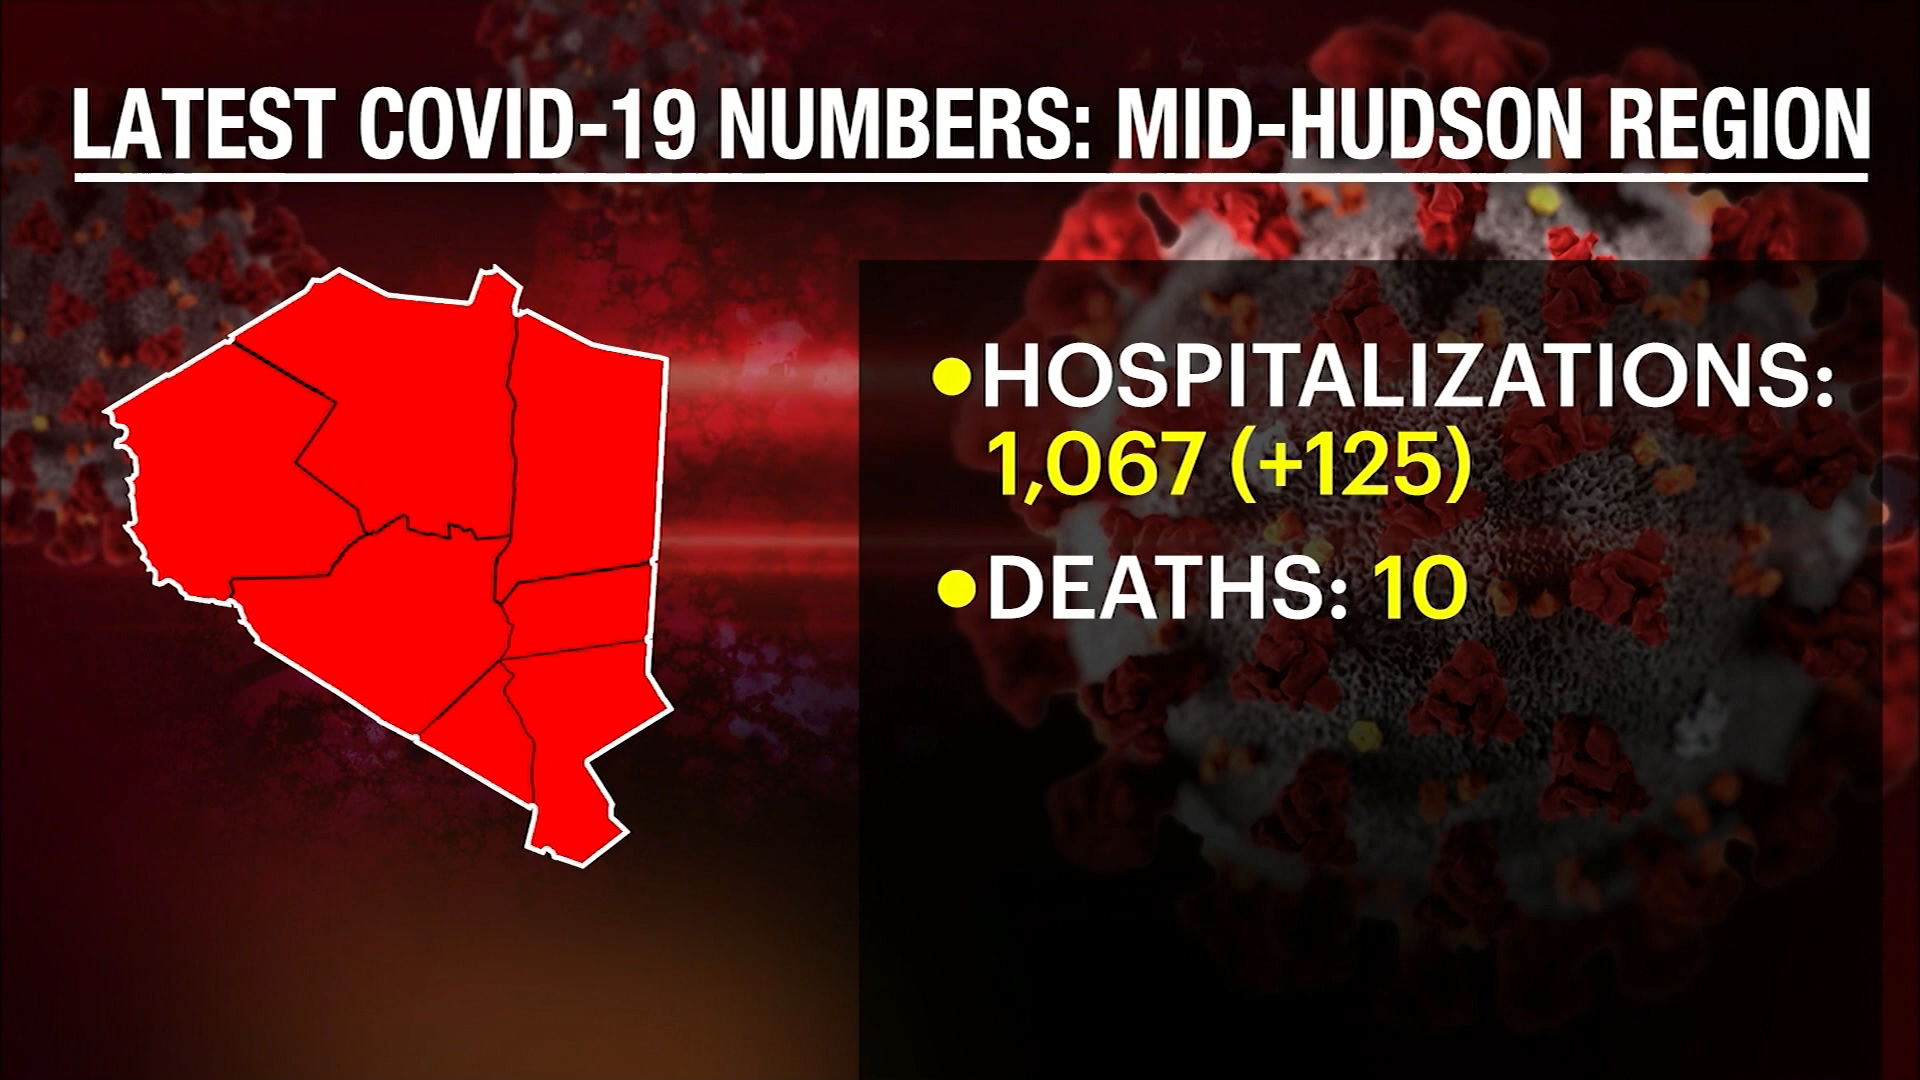 LATEST COVID-19 NUMBERS: MID-HUDSON REGION
HOSPITALIZATIONS:
1,067 (+125)
DEATHS: 10